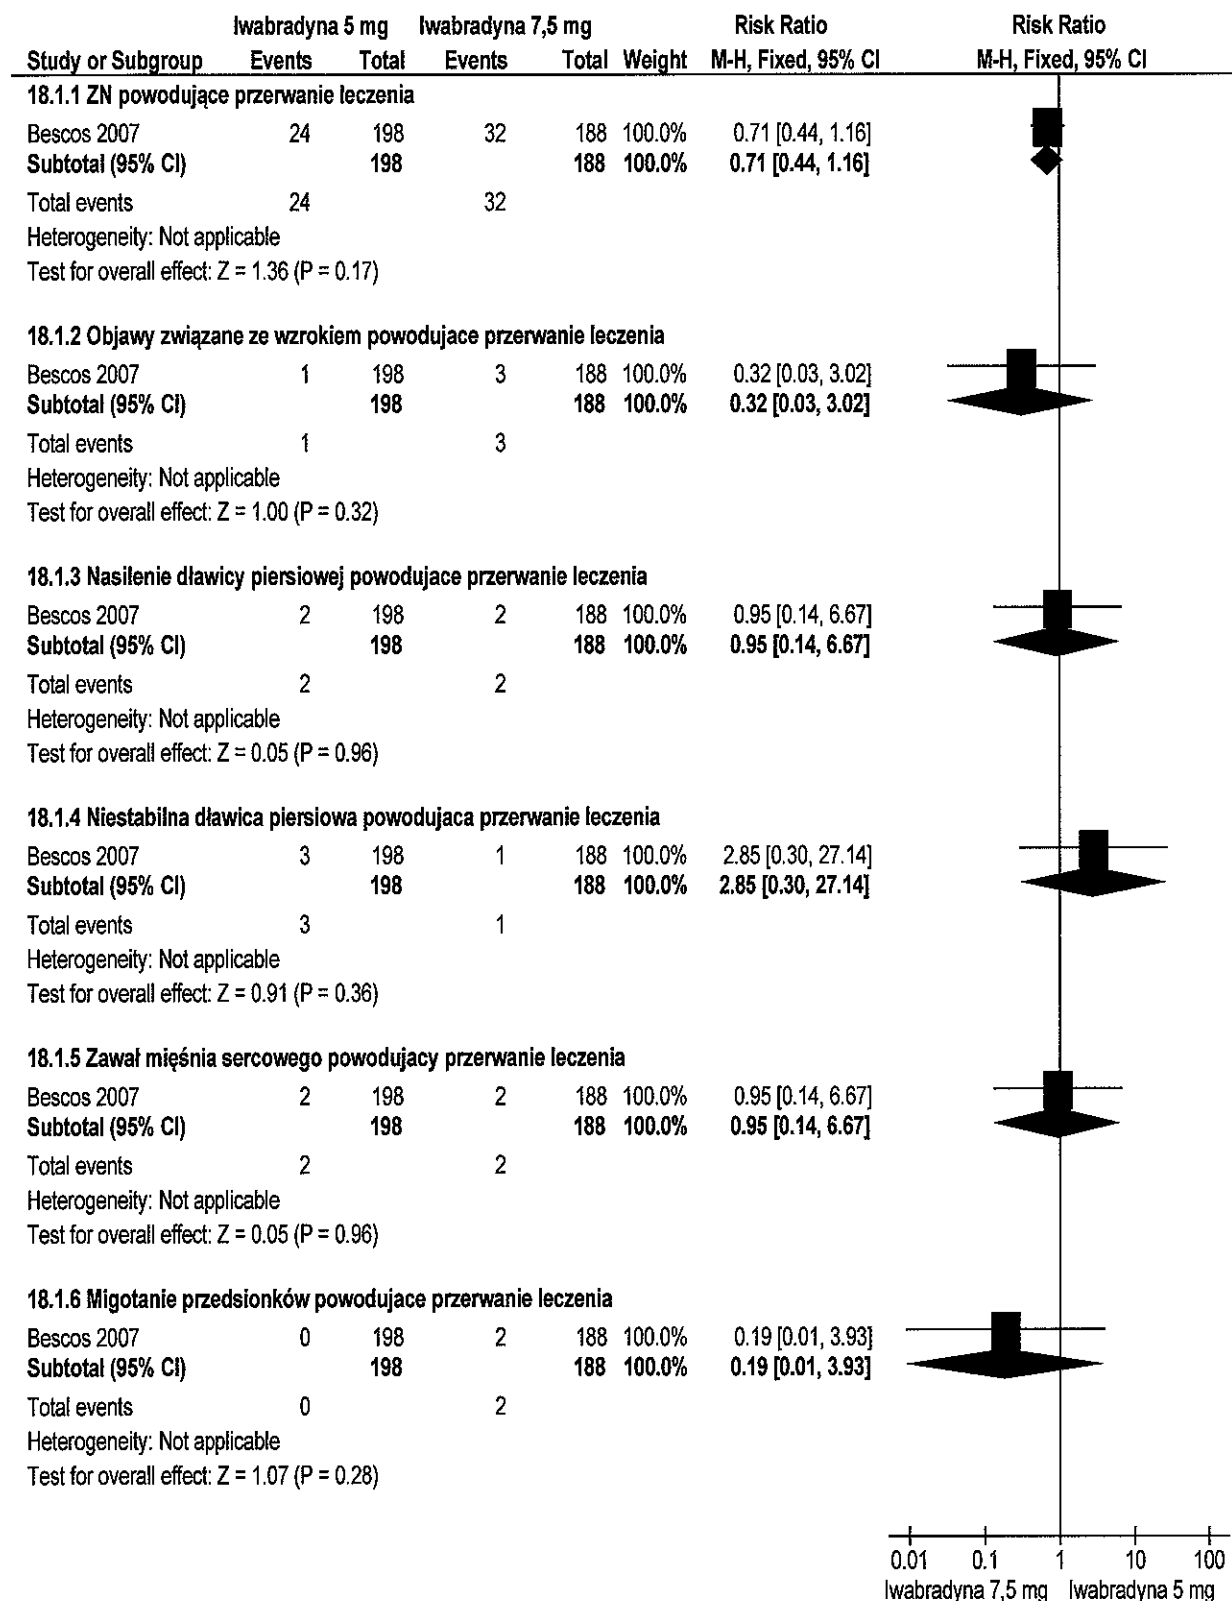 Iwabradyna 5 mg Iwabradyna 7,5 mg Risk Ratio Risk Ratio
Study or Subgroup Events Total Events Total Weight M-H, Fixed, 95% CI M-H, Fixed, 95% CI
18.1.1 ZN powodujące przerwanie leczenia
Bescos 2007 24 198 32 188 100.0% 0.71 [0.44, 1.16]
Subtotal (95% CI) 198 188 100.0% 0.71 [0.44, 1.16]
Total events 24 32
Heterogeneity: Not applicable
Test for overall effect: Z = 1.36 (P = 0.17)
18.1.2 Objawy związane ze wzrokiem powodujace przerwanie leczenia
Bescos 2007 1 198 3 188 100.0% 0.32 [0.03, 3.02]
Subtotal (95% CI) 198 188 100.0% 0.32 [0.03, 3.02]
Total events 1 3
Heterogeneity: Not applicable
Test for overall effect: Z = 1.00 (P = 0.32)
18.1.3 Nasilenie dławicy piersiowej powodujace przerwanie leczenia
Bescos 2007 2 198 2 188 100.0% 0.95 [0.14, 6.67]
Subtotal (95% CI) 198 188 100.0% 0.95 [0.14, 6.67]
Total events 2 2
Heterogeneity: Not applicable
Test for overall effect: Z = 0.05 (P = 0.96)
18.1.4 Niestabilna dławica piersiowa powodujaca przerwanie leczenia
Bescos 2007 3 198 1 188 100.0% 2.85 [0.30, 27.14]
Subtotal (95% CI) 198 188 100.0% 2.85 [0.30, 27.14]
Total events 3 1
Heterogeneity: Not applicable
Test for overall effect: Z = 0.91 (P = 0.36)
18.1.5 Zawał mięśnia sercowego powodujacy przerwanie leczenia
Bescos 2007 2 198 2 188 100.0% 0.95 [0.14, 6.67]
Subtotal (95% CI) 198 188 100.0% 0.95 [0.14, 6.67]
Total events 2 2
Heterogeneity: Not applicable
Test for overall effect: Z = 0.05 (P = 0.96)
18.1.6 Migotanie przedsionków powodujace przerwanie leczenia
Bescos 2007 0 198 2 188 100.0% 0.19 [0.01, 3.93]
Subtotal (95% CI) 198 188 100.0% 0.19 [0.01, 3.93]
Total events 0 2
Heterogeneity: Not applicable
Test for overall effect: Z = 1.07 (P = 0.28)
0.01 0.1 1 10 100
Iwabradyna 7,5 mg Iwabradyna 5 mg